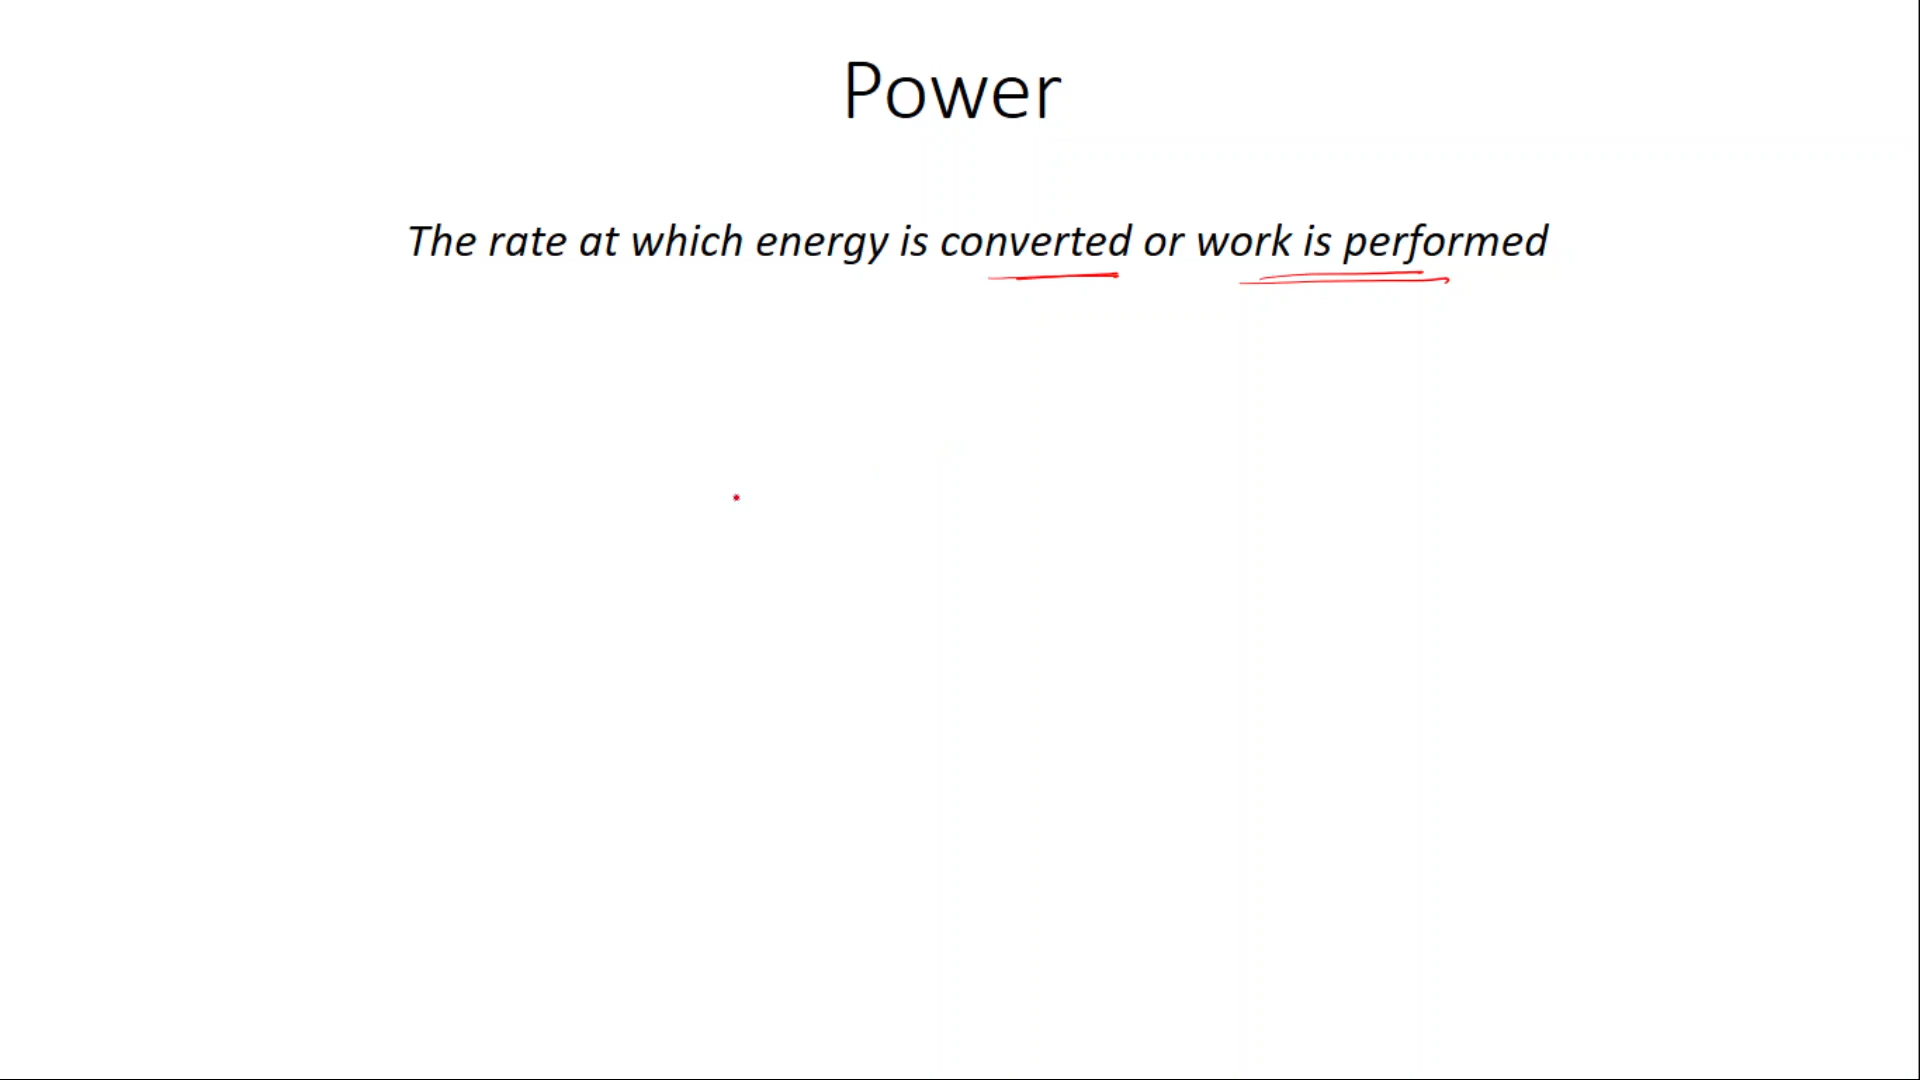 Power
The rate at which energy is converted or work is performed